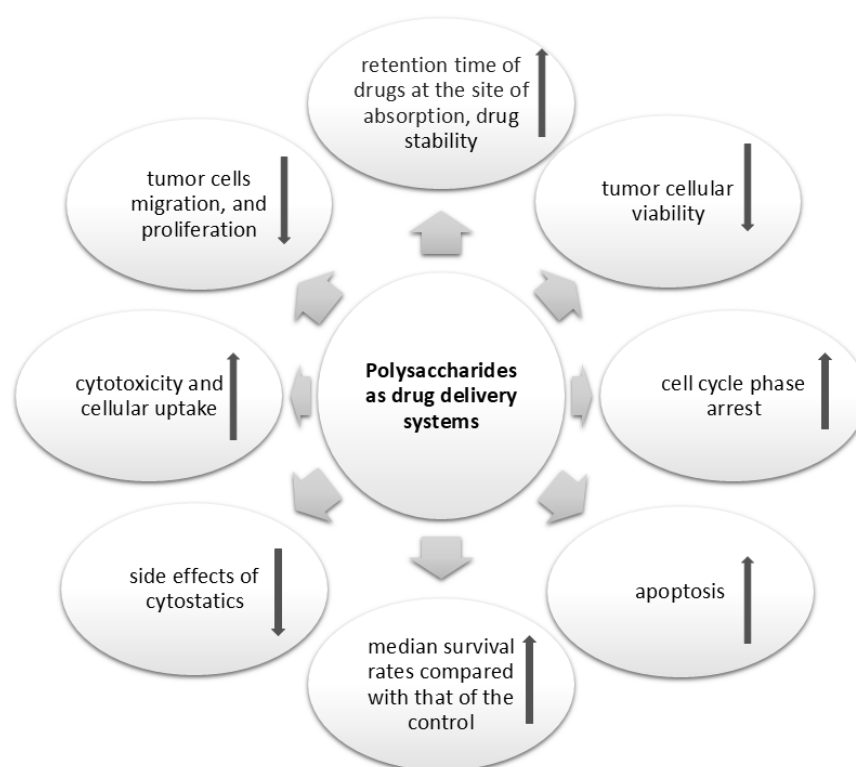 retention time of
drugs at the site of
absorption, drug
stability
tumor cellular
viability
cell cycle phase
arrest
apoptosis
median survival
rates compared
with that of the
control
side effects of
cytostatics
cytotoxicity and
cellular uptake
tumor cells
migration, and
proliferation
Polysaccharides
as drug delivery
systems